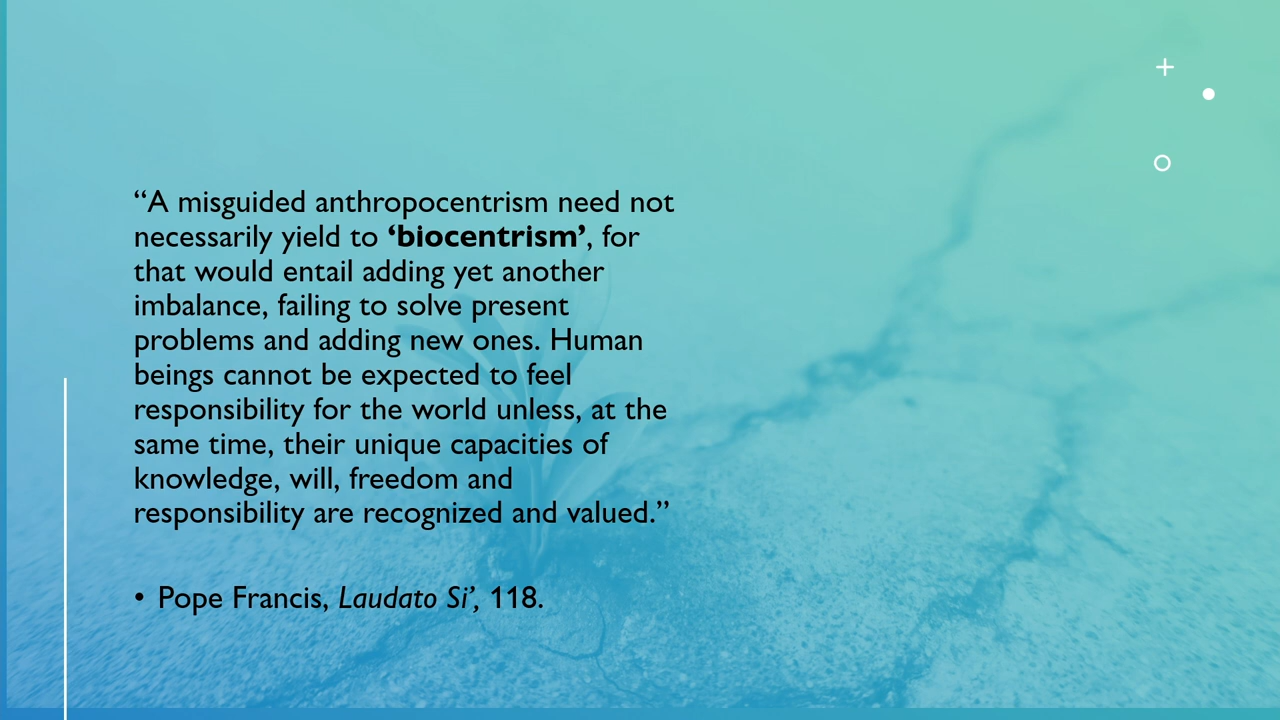 “A misguided anthropocentrism need not
necessarily yield to ‘biocentrism’, for
that would entail adding yet another
imbalance, failing to solve present
problems and adding new ones. Human
beings cannot be expected to feel
responsibility for the world unless, at the
same time, their unique capacities of
knowledge, will, freedom and
responsibility are recognized and valued.”
• Pope Francis, Laudato Si’, 118.